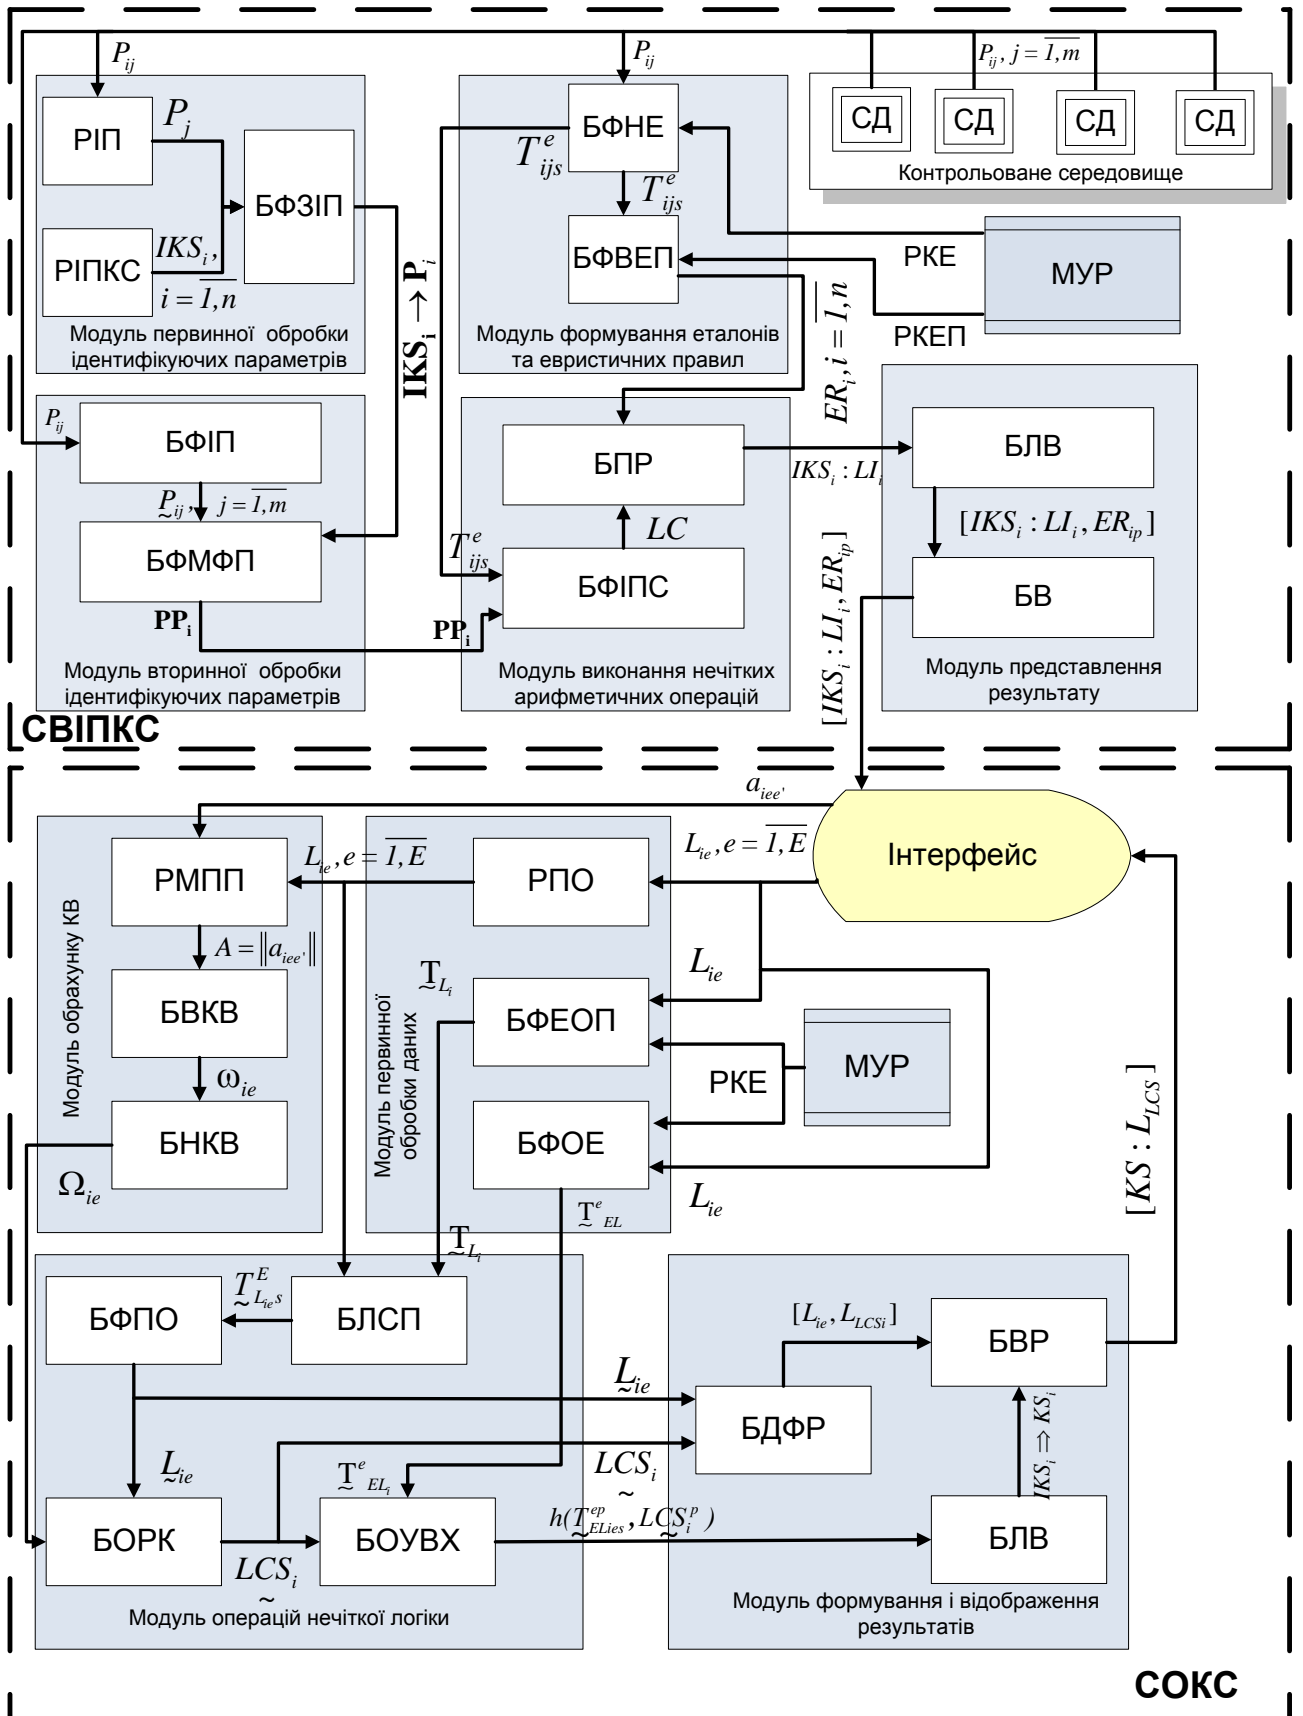 P_ij
P_ij
P_ij, j = 1,m
СД
СД
СД
СД
Контрольоване середовище
РІП
P_j
РІПКС
IKS_i,
i = 1,n
БФЗІП
Модуль первинної обробки
ідентифікуючих параметрів
IKS_i → P_i
БФНЕ
T^e_ijs
T^e_ijs
БФВЕП
Модуль формування еталонів
та евристичних правил
ER_i, i = 1,n
РКЕ
РКЕП
МУР
P_ij
БФІП
P_ij, j = 1,m
БФМФП
PP_i
PP_i
Модуль вторинної обробки
ідентифікуючих параметрів
T^e_ijs
БПР
LC
БФІПС
Модуль виконання нечітких
арифметичних операцій
IKS_i : LI_i
БЛВ
[IKS_i : LI_i, ER_ip]
БВ
Модуль представлення
результату
[IKS_i : LI_i, ER_ip]
СВІПКС
a_iee'
Інтерфейс
L_ie, e = 1,E
L_ie, e = 1,E
РМПП
A = ||a_iee'||
БВКВ
ω_ie
БНКВ
Ω_ie
Модуль обрахунку КВ
РПО
T_L_i
БФЕОП
БФОЕ
Модуль первинної
обробки даних
L_ie
РКЕ
МУР
L_ie
T^e_EL
T_L_i
[KS : L_LCS]
БФПО
T^E_L_ie s
БЛСП
L_ie
L_ie
T^e_EL_i
LCS_i
БОРК
LCS_i
БОУВХ
h(T^ep_ELies, LCS^p_i)
Модуль операцій нечіткої логіки
[L_ie, L_LCSi]
БВР
БДФР
IKS_i ⇒ KS_i
БЛВ
Модуль формування і відображення
результатів
СОКС